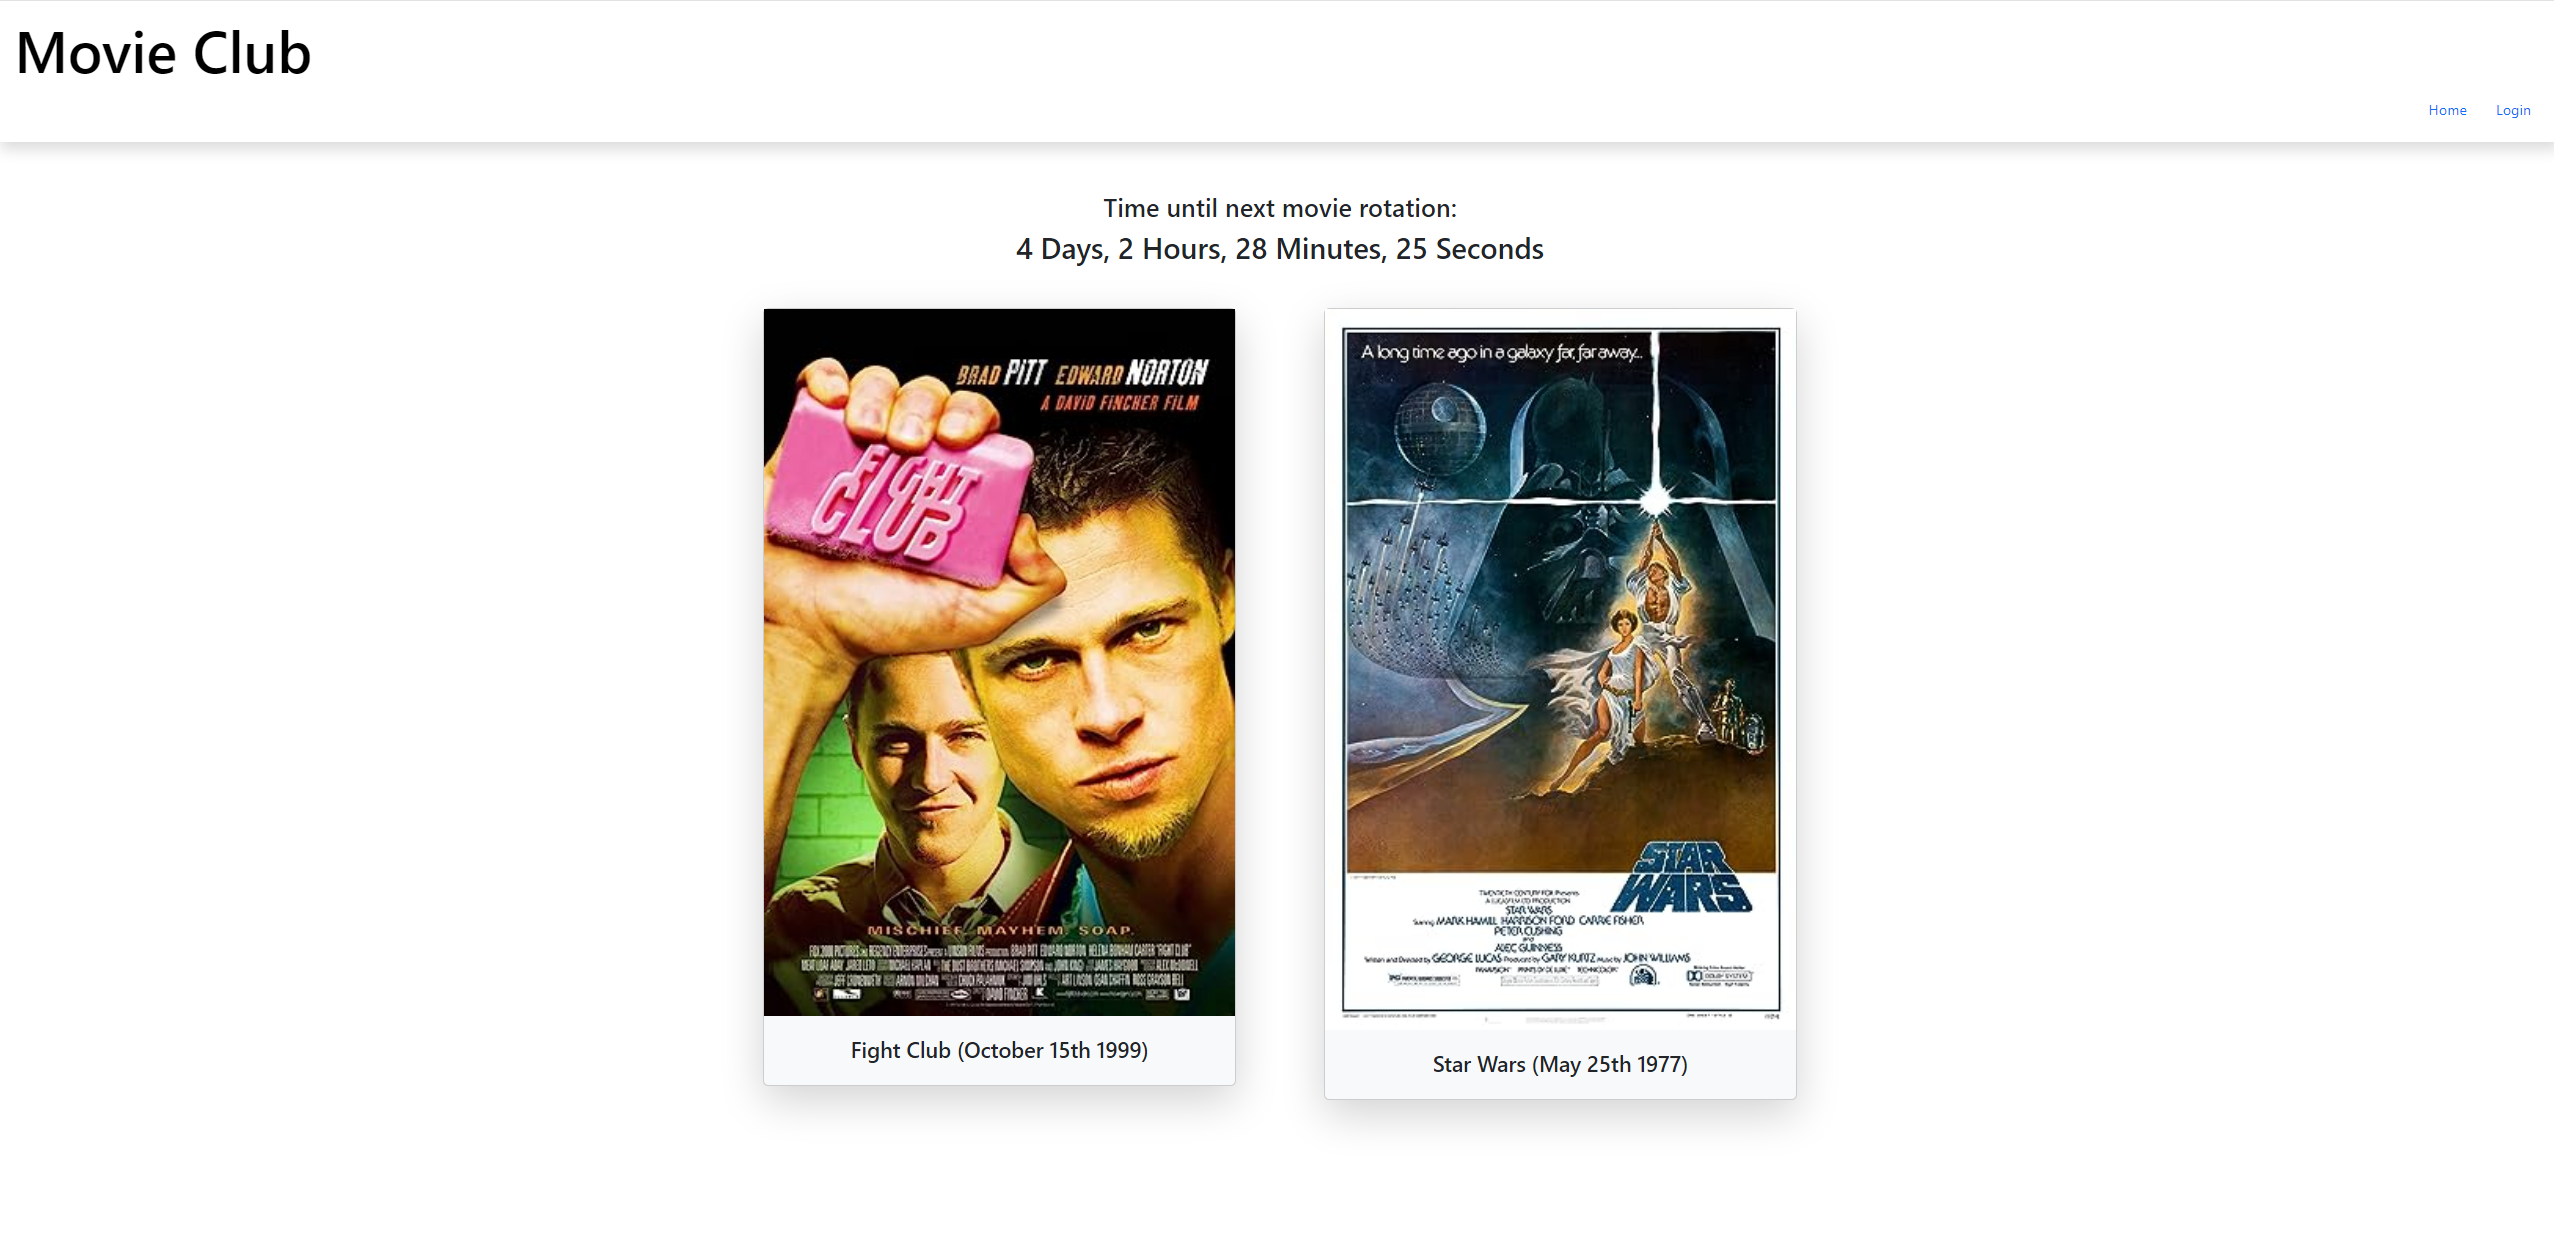 Movie Club
Home
Login
Time until next movie rotation:
4 Days, 2 Hours, 28 Minutes, 25 Seconds
BRAD PITT EDWARD NORTON
A DAVID FINCHER FILM
FIGHT
CLUB
MISCHIEF. MAYHEM. SOAP.
Fight Club (October 15th 1999)
A long time ago in a galaxy far, far away...
STAR
WARS
TWENTIETH CENTURY-FOX Presents
A LUCASFILM LTD PRODUCTION
STAR WARS
Starring MARK HAMILL HARRISON FORD CARRIE FISHER
PETER CUSHING
and
ALEC GUINNESS
Written and Directed by GEORGE LUCAS Produced by GARY KURTZ Music by JOHN WILLIAMS
PANAVISION PRINTS BY DE LUXE TECHNICOLOR
DOLBY SYSTEM
Star Wars (May 25th 1977)